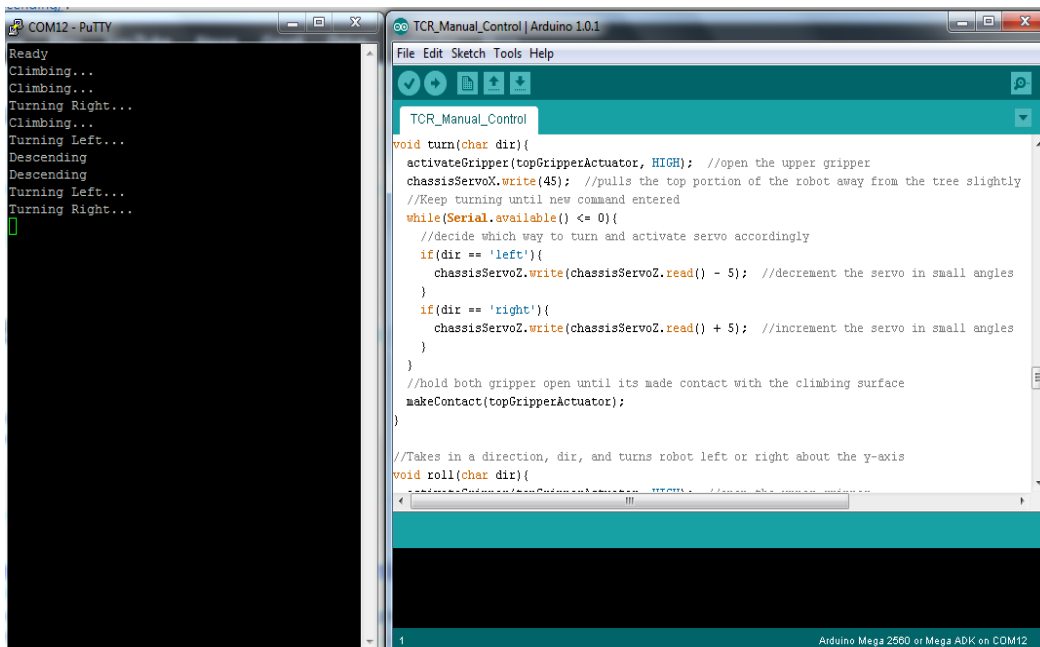 COM12 - PuTTY
Ready
Climbing...
Climbing...
Turning Right...
Climbing...
Turning Left...
Descending
Descending
Turning Left...
Turning Right...
TCR_Manual_Control | Arduino 1.0.1
File Edit Sketch Tools Help
TCR_Manual_Control
void turn(char dir){
  activateGripper(topGripperActuator, HIGH);  //open the upper gripper
  chassisServoX.write(45);  //pulls the top portion of the robot away from the tree slightly
  //Keep turning until new command entered
  while(Serial.available() <= 0){
    //decide which way to turn and activate servo accordingly
    if(dir == 'left'){
      chassisServoZ.write(chassisServoZ.read() - 5);  //decrement the servo in small angles
    }
    if(dir == 'right'){
      chassisServoZ.write(chassisServoZ.read() + 5);  //increment the servo in small angles
    }
  }
  //hold both gripper open until its made contact with the climbing surface
  makeContact(topGripperActuator);
}
//Takes in a direction, dir, and turns robot left or right about the y-axis
void roll(char dir){
  activateGripper(topGripperActuator, HIGH);  //open the upper gripper
1
Arduino Mega 2560 or Mega ADK on COM12